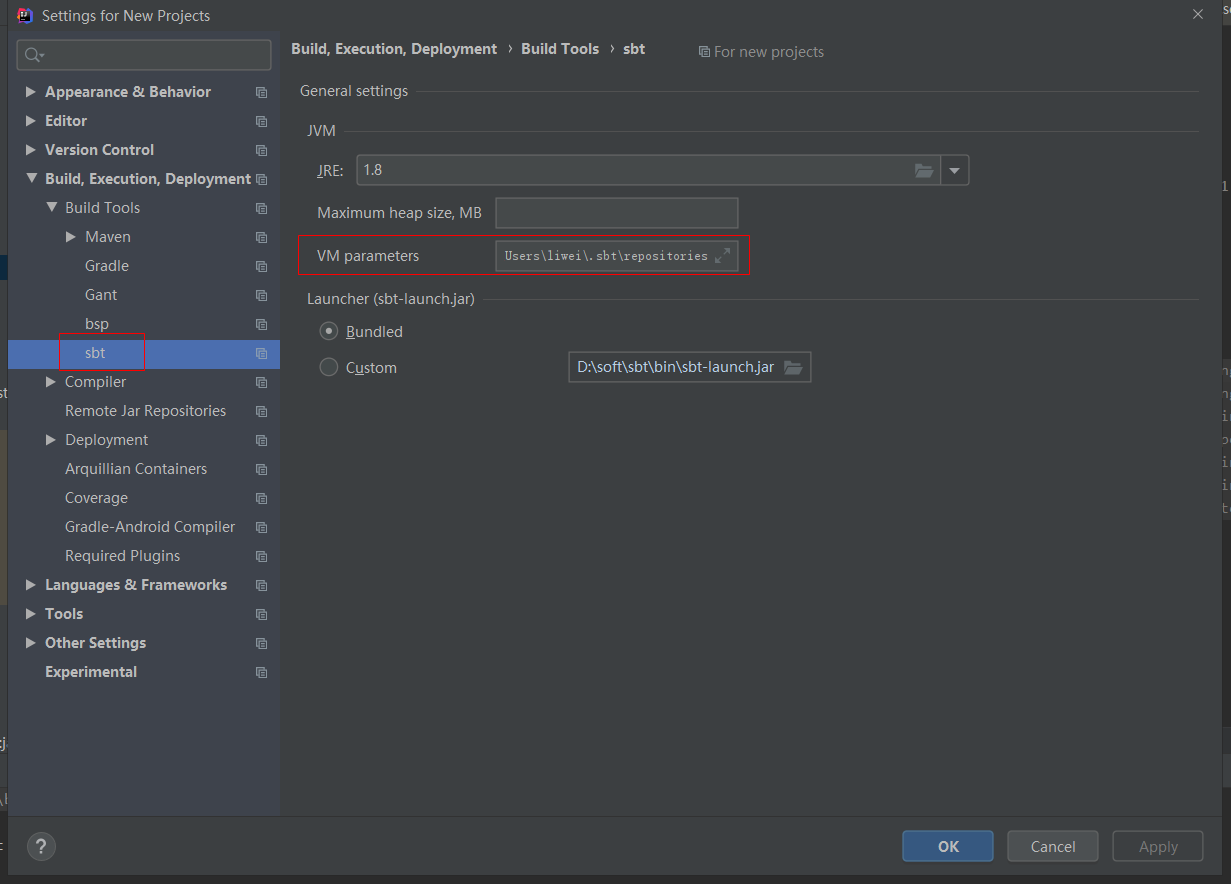 Settings for New Projects
Build, Execution, Deployment › Build Tools › sbt
For new projects
Appearance & Behavior
Editor
Version Control
Build, Execution, Deployment
Build Tools
Maven
Gradle
Gant
bsp
sbt
Compiler
Remote Jar Repositories
Deployment
Arquillian Containers
Coverage
Gradle-Android Compiler
Required Plugins
Languages & Frameworks
Tools
Other Settings
Experimental
General settings
JVM
JRE: 1.8
Maximum heap size, MB
VM parameters Users\liwei\.sbt\repositories
Launcher (sbt-launch.jar)
Bundled
Custom D:\soft\sbt\bin\sbt-launch.jar
?
OK Cancel Apply